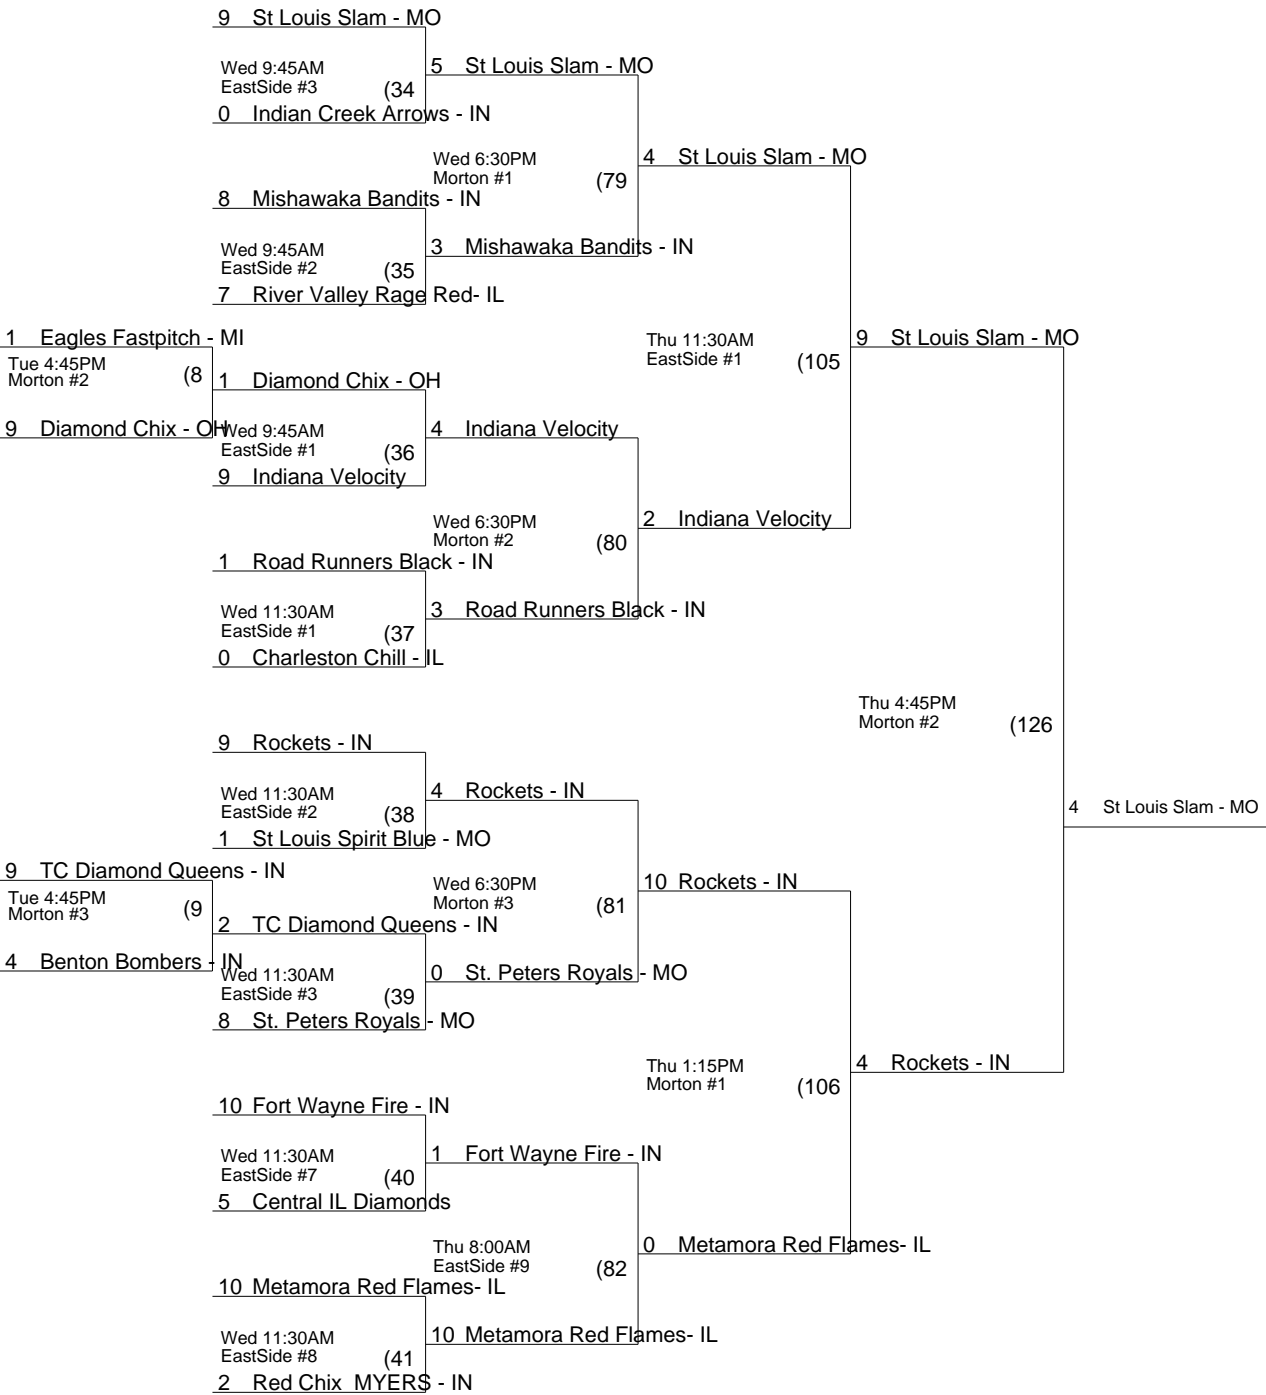 9 St Louis Slam - MO
Wed 9:45AM
EastSide #3 (34
0 Indian Creek Arrows - IN
5 St Louis Slam - MO
Wed 6:30PM
Morton #1 (79
4 St Louis Slam - MO
8 Mishawaka Bandits - IN
Wed 9:45AM
EastSide #2 (35
7 River Valley Rage Red- IL
3 Mishawaka Bandits - IN
1 Eagles Fastpitch - MI
Tue 4:45PM
Morton #2 (8
9 Diamond Chix - OH
1 Diamond Chix - OH
Wed 9:45AM
EastSide #1 (36
9 Indiana Velocity
4 Indiana Velocity
Thu 11:30AM
EastSide #1 (105
9 St Louis Slam - MO
Wed 6:30PM
Morton #2 (80
2 Indiana Velocity
1 Road Runners Black - IN
Wed 11:30AM
EastSide #1 (37
0 Charleston Chill - IL
3 Road Runners Black - IN
Thu 4:45PM
Morton #2 (126
4 St Louis Slam - MO
9 Rockets - IN
Wed 11:30AM
EastSide #2 (38
1 St Louis Spirit Blue - MO
4 Rockets - IN
Wed 6:30PM
Morton #3 (81
10 Rockets - IN
9 TC Diamond Queens - IN
Tue 4:45PM
Morton #3 (9
4 Benton Bombers - IN
2 TC Diamond Queens - IN
Wed 11:30AM
EastSide #3 (39
8 St. Peters Royals - MO
0 St. Peters Royals - MO
Thu 1:15PM
Morton #1 (106
4 Rockets - IN
10 Fort Wayne Fire - IN
Wed 11:30AM
EastSide #7 (40
5 Central IL Diamonds
1 Fort Wayne Fire - IN
Thu 8:00AM
EastSide #9 (82
0 Metamora Red Flames- IL
10 Metamora Red Flames- IL
Wed 11:30AM
EastSide #8 (41
2 Red Chix MYERS - IN
10 Metamora Red Flames- IL